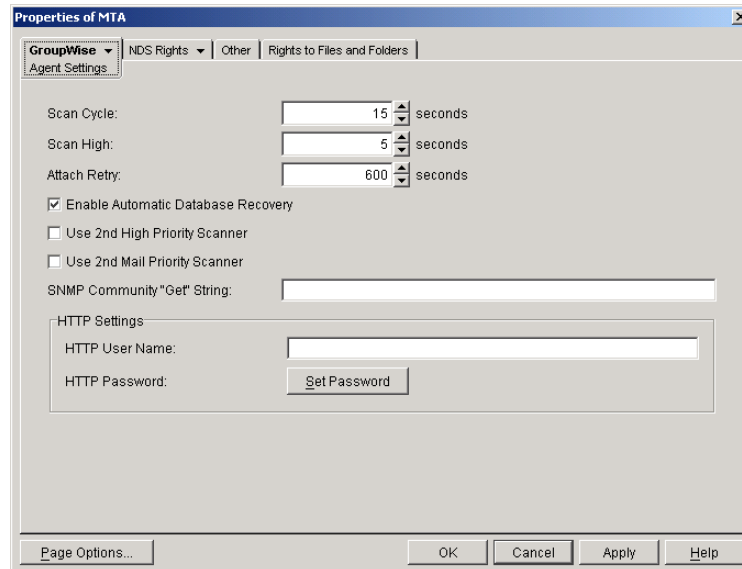 Properties of MTA
GroupWise NDS Rights Other Rights to Files and Folders
Agent Settings
Scan Cycle: 15 seconds
Scan High: 5 seconds
Attach Retry: 600 seconds
Enable Automatic Database Recovery
Use 2nd High Priority Scanner
Use 2nd Mail Priority Scanner
SNMP Community "Get" String:
HTTP Settings
HTTP User Name:
HTTP Password: Set Password
Page Options... OK Cancel Apply Help